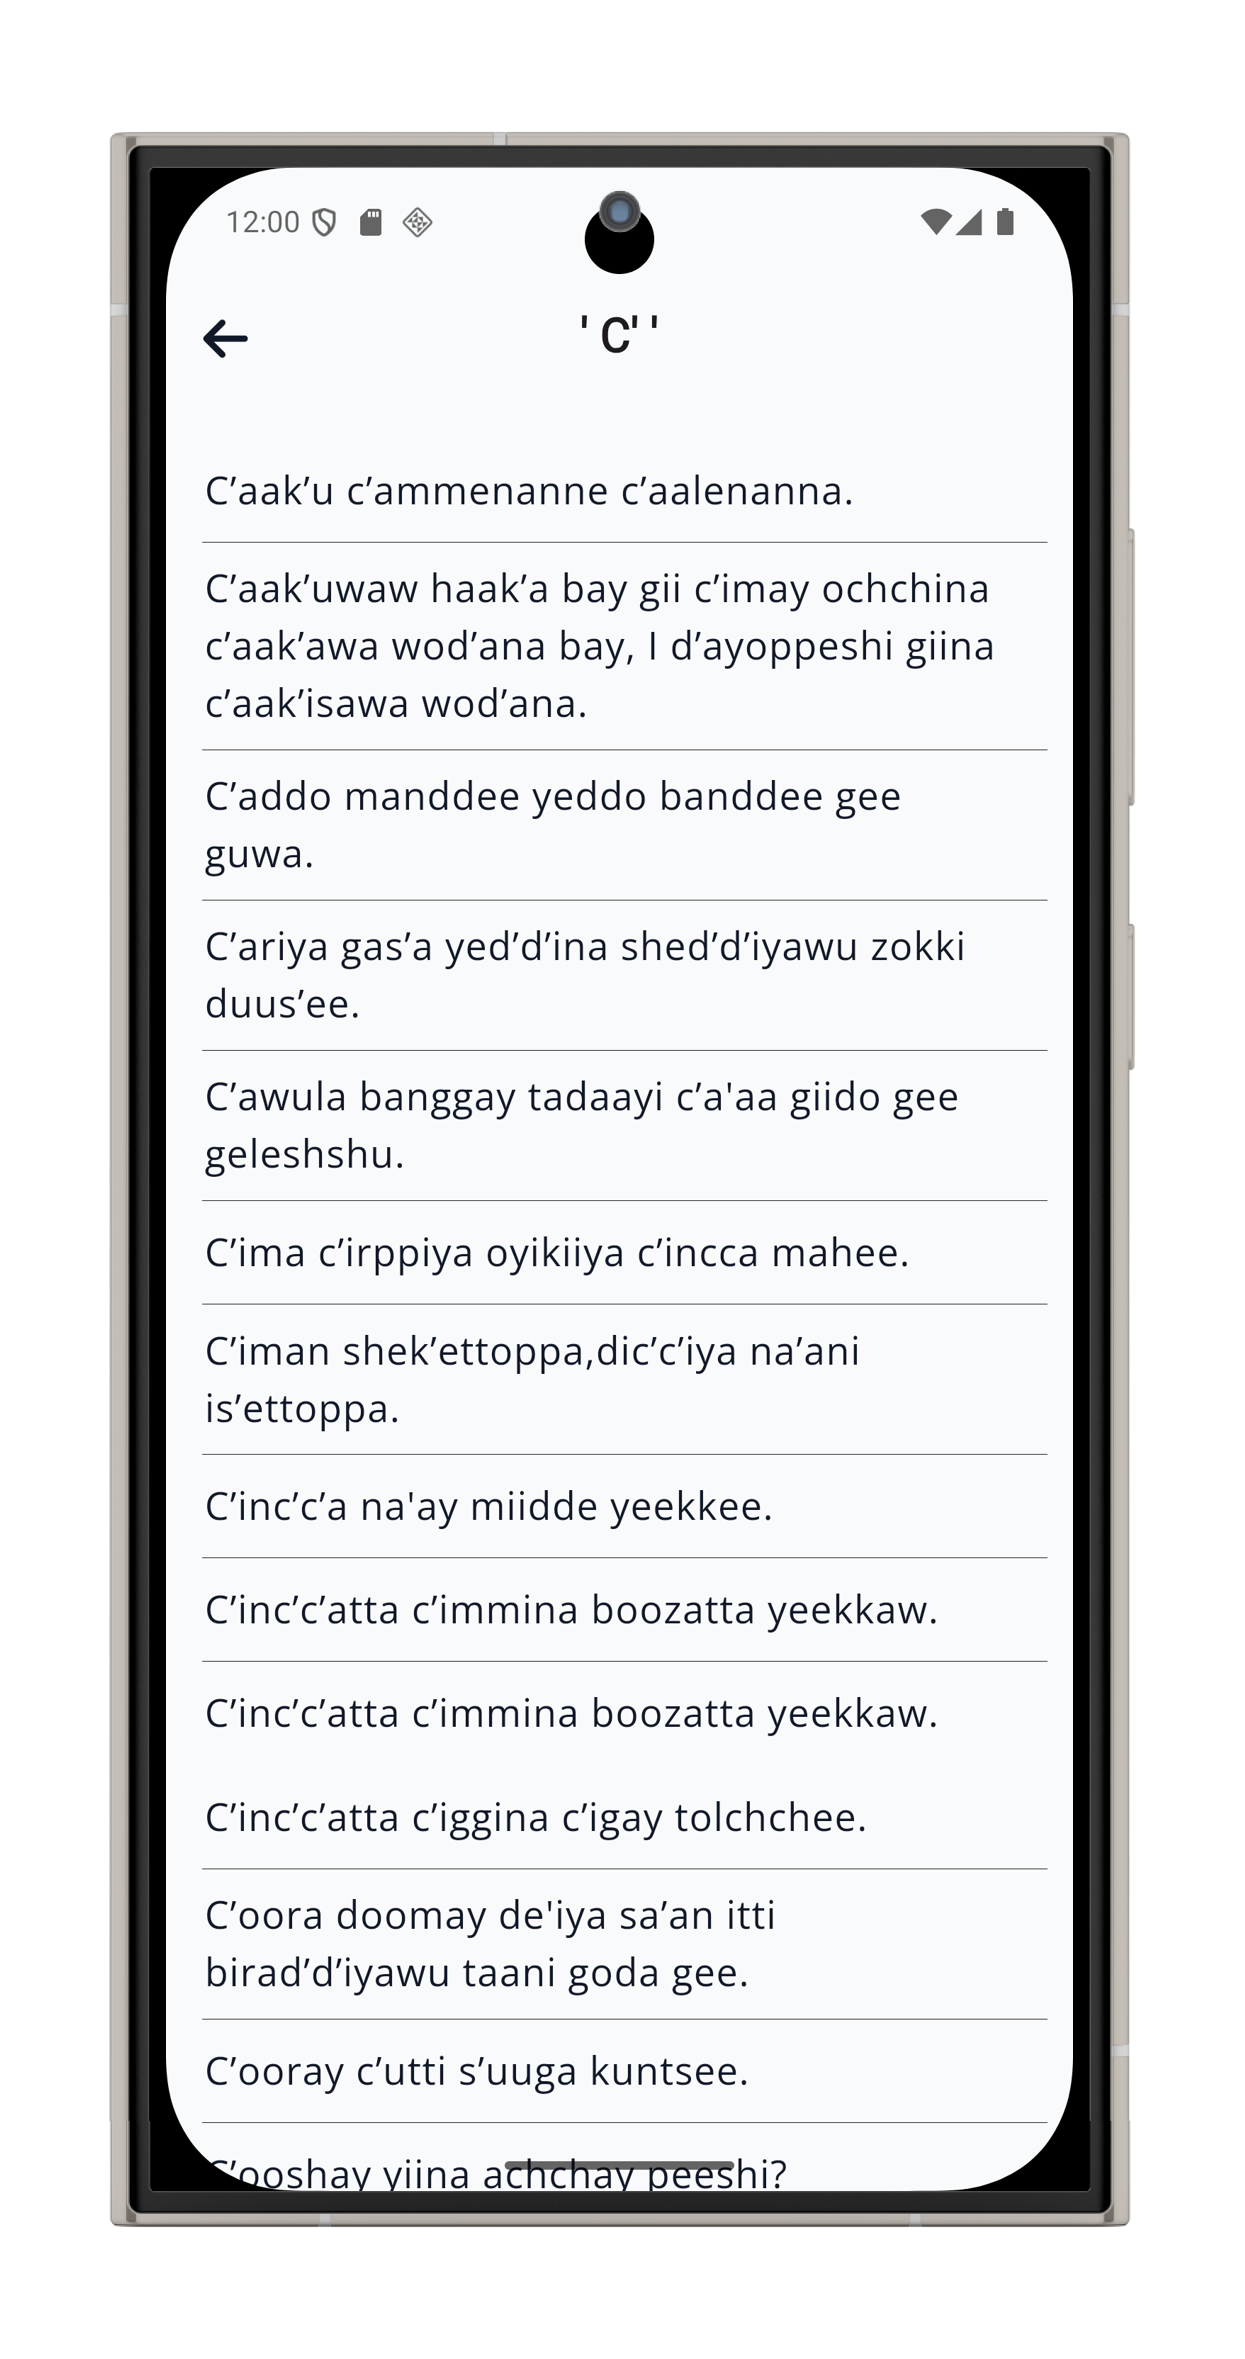 12:00
' C' '
C’aak’u c’ammenanne c’aalenanna.
C’aak’uwaw haak’a bay gii c’imay ochchina
c’aak’awa wod’ana bay, I d’ayoppeshi giina
c’aak’isawa wod’ana.
C’addo manddee yeddo banddee gee
guwa.
C’ariya gas’a yed’d’ina shed’d’iyawu zokki
duus’ee.
C’awula banggay tadaayi c’a'aa giido gee
geleshshu.
C’ima c’irppiya oyikiiya c’incca mahee.
C’iman shek’ettoppa,dic’c’iya na’ani
is’ettoppa.
C’inc’c’a na'ay miidde yeekkee.
C’inc’c’atta c’immina boozatta yeekkaw.
C’inc’c’atta c’immina boozatta yeekkaw.
C’inc’c’atta c’iggina c’igay tolchchee.
C’oora doomay de'iya sa’an itti
birad’d’iyawu taani goda gee.
C’ooray c’utti s’uuga kuntsee.
C’ooshay yiina achchay peeshi?